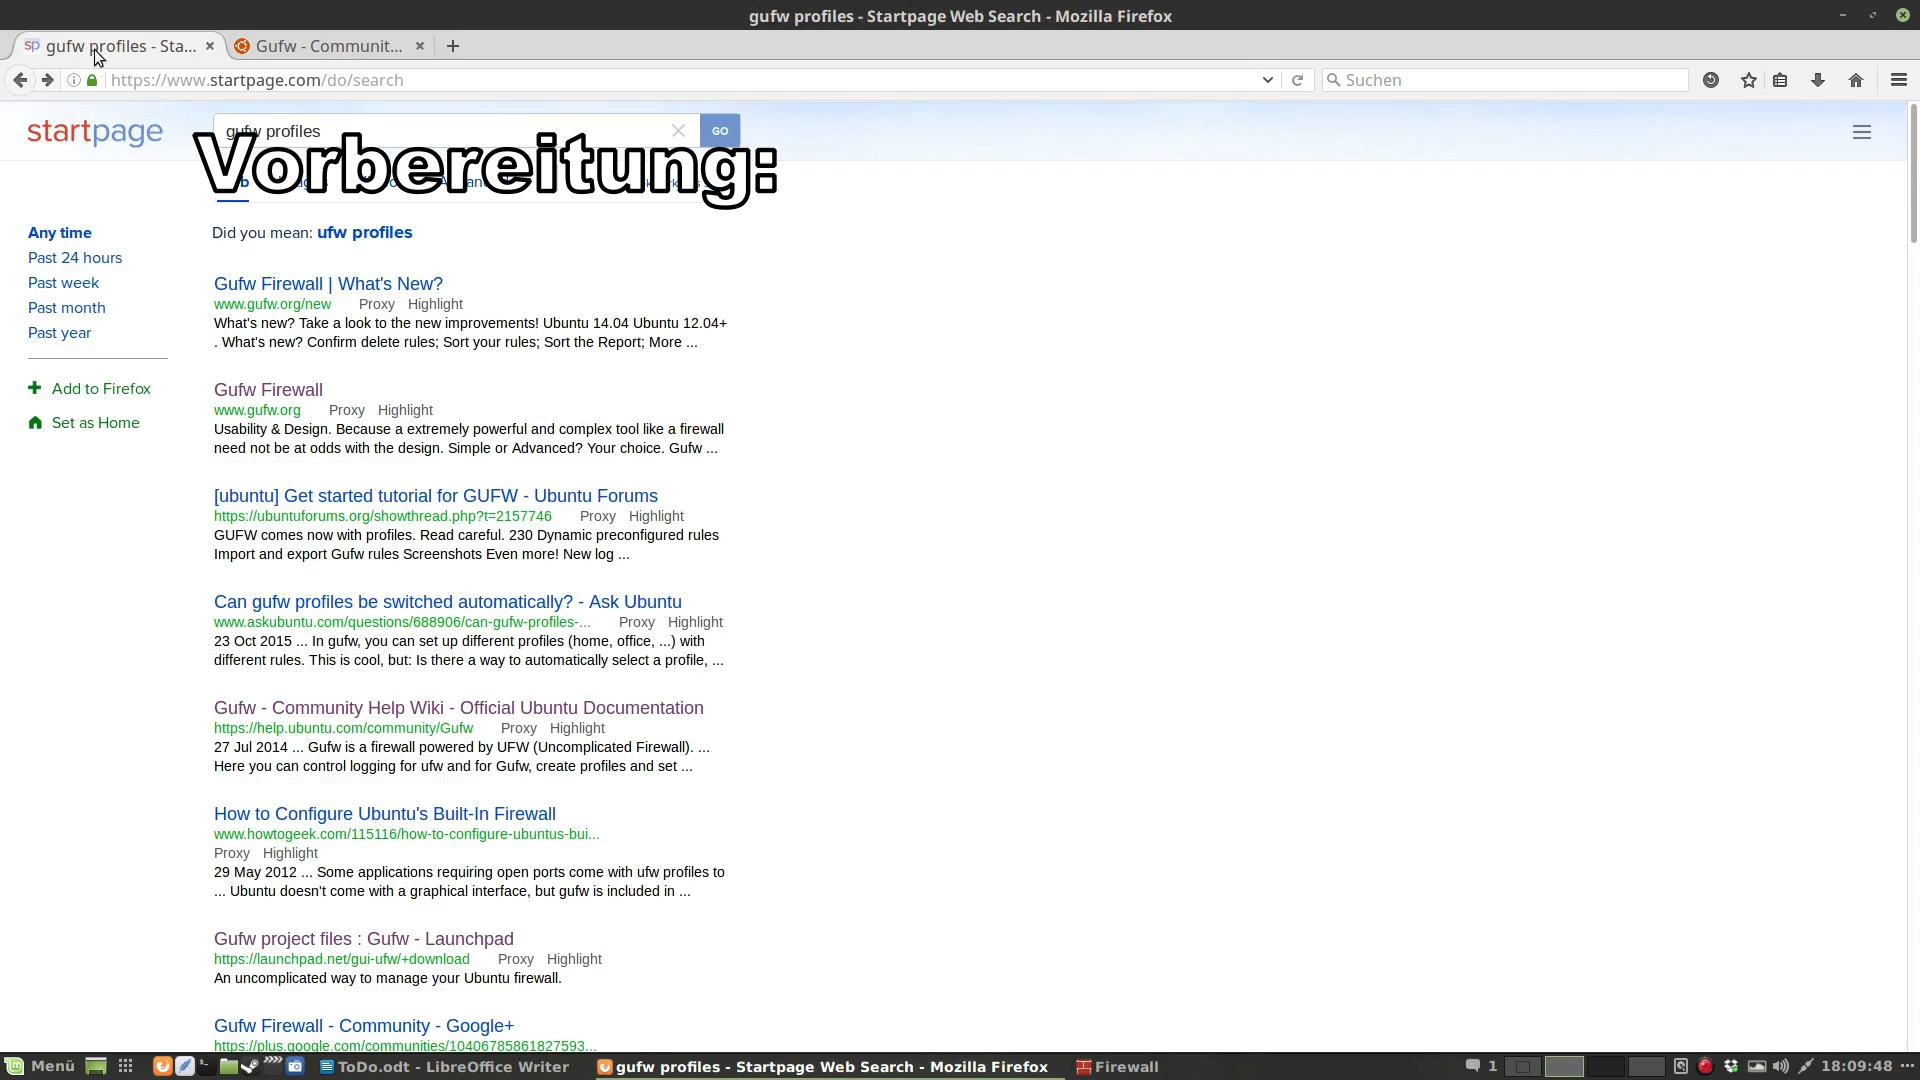 gufw profiles - Startpage Web Search - Mozilla Firefox
gufw profiles - Sta...
Gufw - Communit...
https://www.startpage.com/do/search
Suchen
startpage
gufw profiles
GO
Vorbereitung:
Any time
Past 24 hours
Past week
Past month
Past year
Add to Firefox
Set as Home
Did you mean: ufw profiles
Gufw Firewall | What's New?
www.gufw.org/new Proxy Highlight
What's new? Take a look to the new improvements! Ubuntu 14.04 Ubuntu 12.04+
. What's new? Confirm delete rules; Sort your rules; Sort the Report; More ...
Gufw Firewall
www.gufw.org Proxy Highlight
Usability & Design. Because a extremely powerful and complex tool like a firewall
need not be at odds with the design. Simple or Advanced? Your choice. Gufw ...
[ubuntu] Get started tutorial for GUFW - Ubuntu Forums
https://ubuntuforums.org/showthread.php?t=2157746 Proxy Highlight
GUFW comes now with profiles. Read careful. 230 Dynamic preconfigured rules
Import and export Gufw rules Screenshots Even more! New log ...
Can gufw profiles be switched automatically? - Ask Ubuntu
www.askubuntu.com/questions/688906/can-gufw-profiles-... Proxy Highlight
23 Oct 2015 ... In gufw, you can set up different profiles (home, office, ...) with
different rules. This is cool, but: Is there a way to automatically select a profile, ...
Gufw - Community Help Wiki - Official Ubuntu Documentation
https://help.ubuntu.com/community/Gufw Proxy Highlight
27 Jul 2014 ... Gufw is a firewall powered by UFW (Uncomplicated Firewall). ...
Here you can control logging for ufw and for Gufw, create profiles and set ...
How to Configure Ubuntu's Built-In Firewall
www.howtogeek.com/115116/how-to-configure-ubuntus-bui...
Proxy Highlight
29 May 2012 ... Some applications requiring open ports come with ufw profiles to
... Ubuntu doesn't come with a graphical interface, but gufw is included in ...
Gufw project files : Gufw - Launchpad
https://launchpad.net/gui-ufw/+download Proxy Highlight
An uncomplicated way to manage your Ubuntu firewall.
Gufw Firewall - Community - Google+
https://plus.google.com/communities/10406785861827593...
Menü
ToDo.odt - LibreOffice Writer
gufw profiles - Startpage Web Search - Mozilla Firefox
Firewall
1
18:09:48